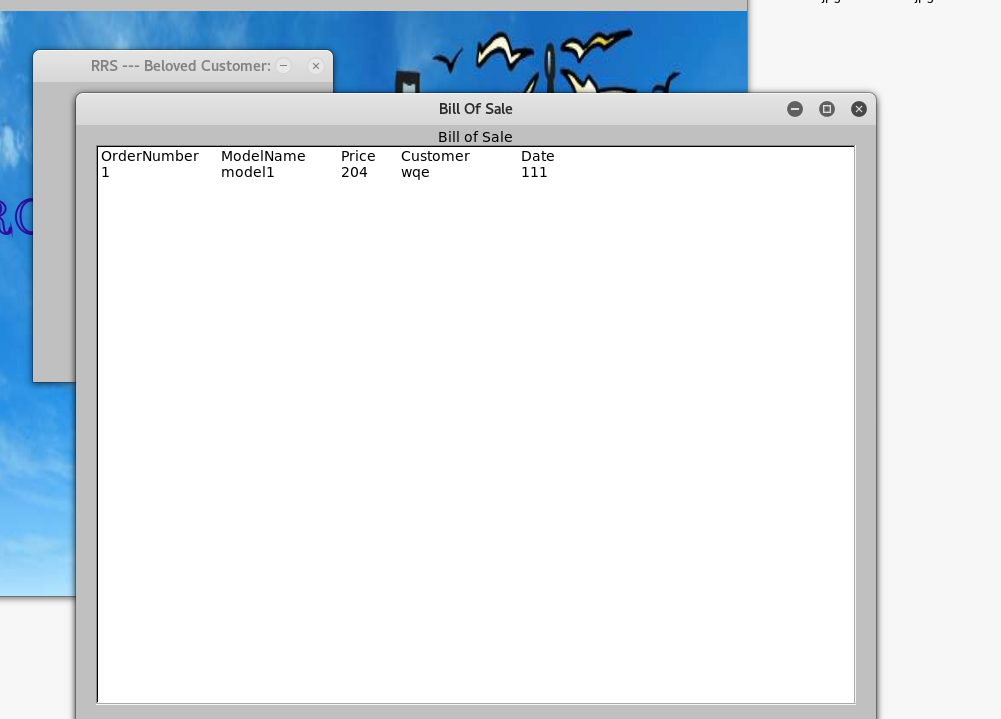 RRS --- Beloved Customer:
Bill Of Sale
Bill of Sale
OrderNumber ModelName Price Customer Date
1 model1 204 wqe 111